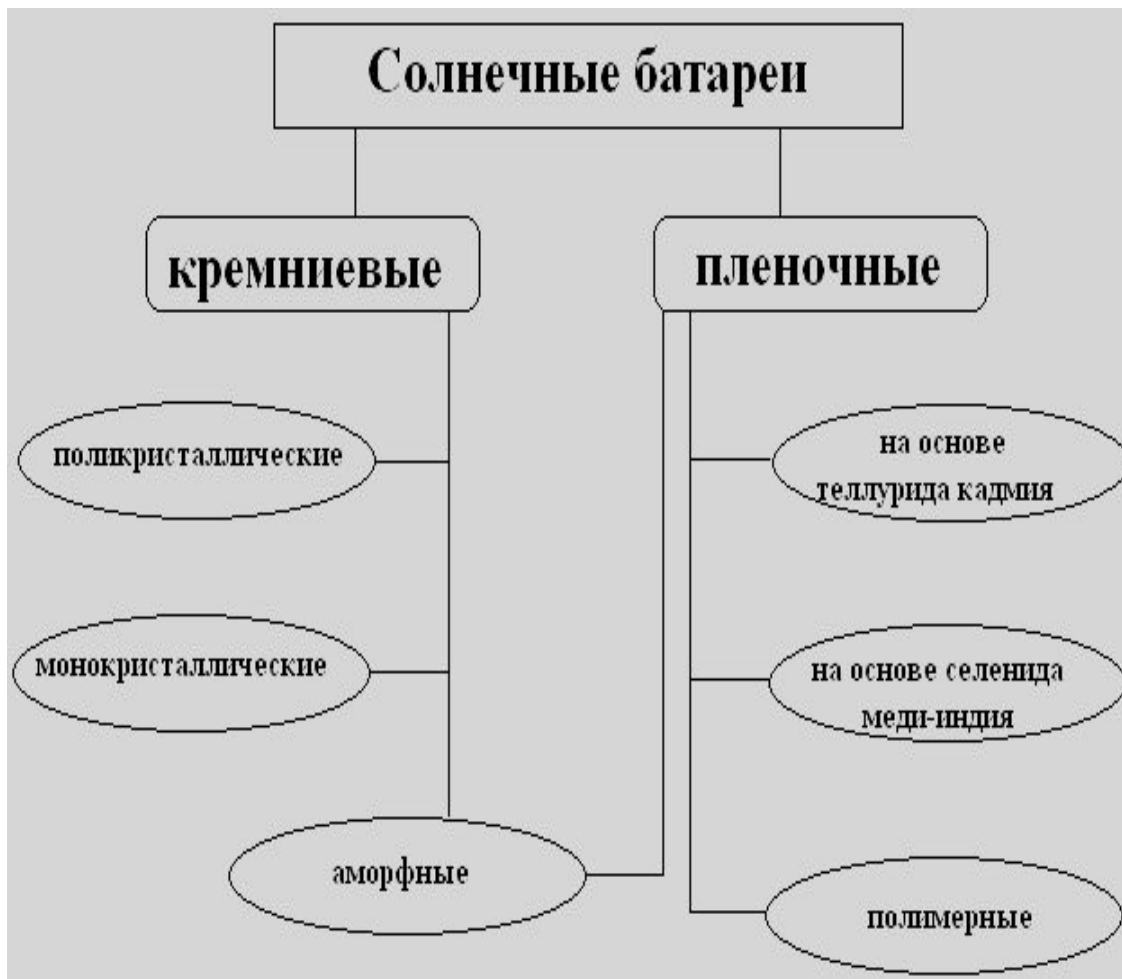 Солнечные батареи
кремниевые
пленочные
поликристаллические
на основе
теллурида кадмия
монокристаллические
на основе селенида
меди-индия
аморфные
полимерные